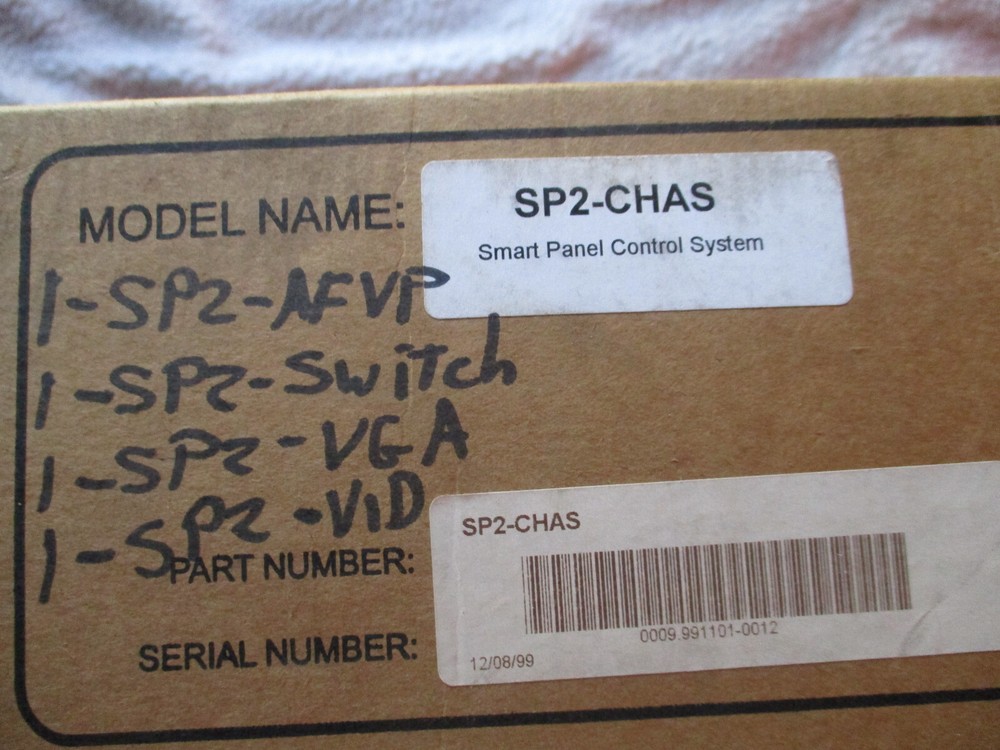 MODEL NAME:
SP2-CHAS
Smart Panel Control System
1-SP2-AFVP
1-SP2-Switch
1-SP2-VGA
1-SP2-ViD
PART NUMBER:
SP2-CHAS
0009.991101-0012
SERIAL NUMBER:
12/08/99